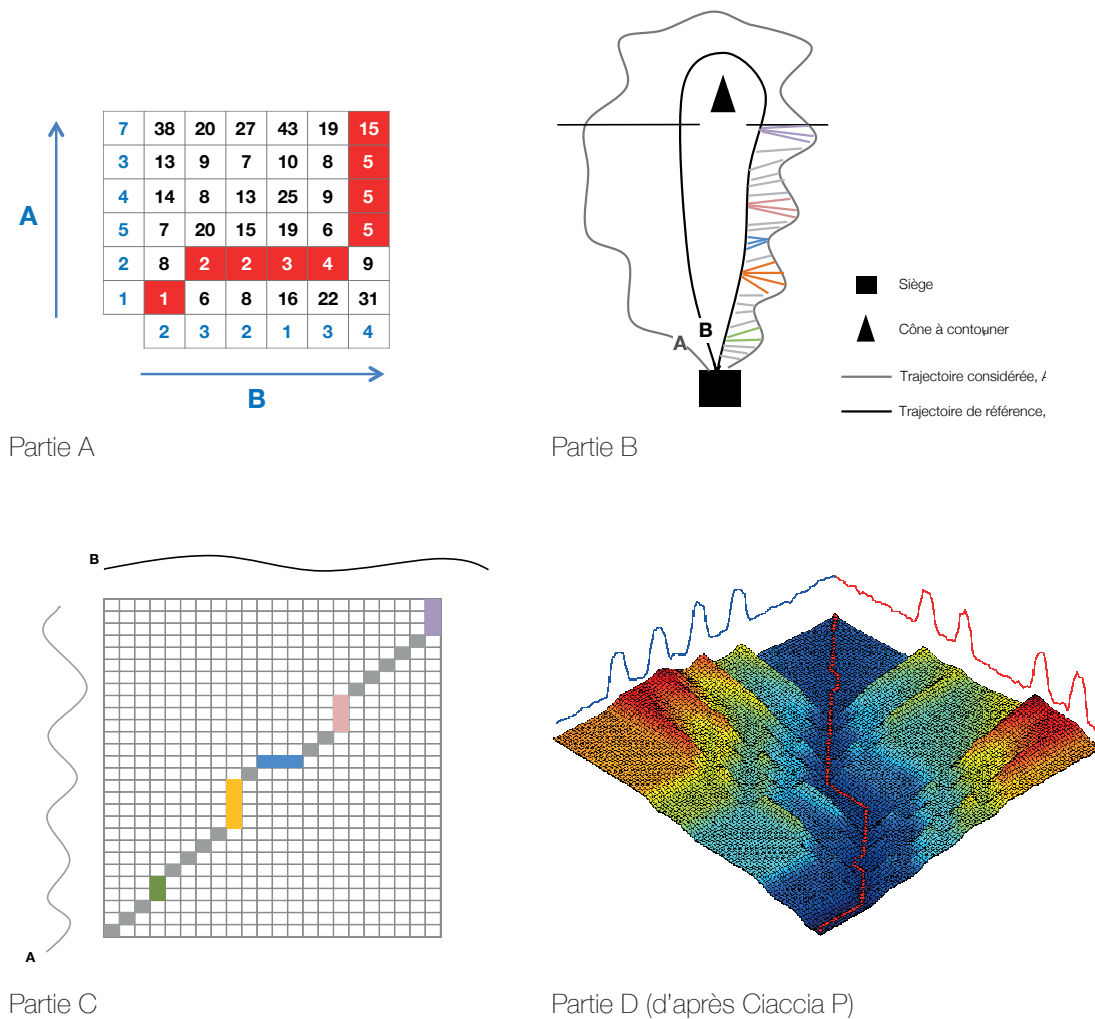 7 38 20 27 43 19 15
3 13 9 7 10 8 5
A
4 14 8 13 25 9 5
5 7 20 15 19 6 5
2 8 2 2 3 4 9
1 1 6 8 16 22 31
2 3 2 1 3 4
B
Partie A
A
B
Siège
Cône à contouner
Trajectoire considérée,
Trajectoire de référence,
Partie B
B
A
Partie C
Partie D (d'après Ciaccia P)